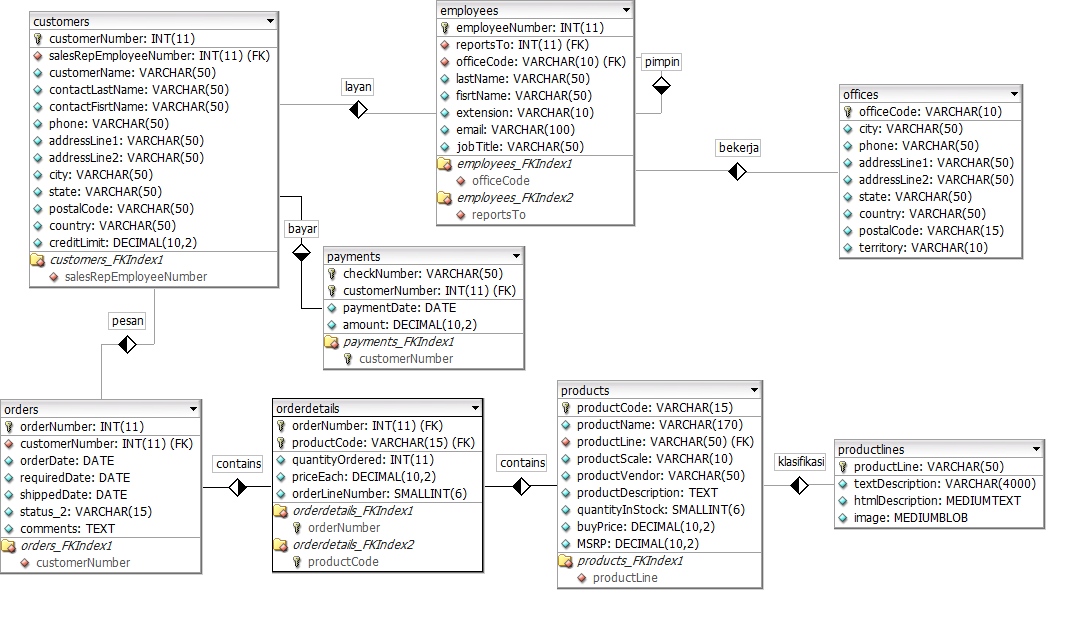 customers
customerNumber: INT(11)
salesRepEmployeeNumber: INT(11) (FK)
customerName: VARCHAR(50)
contactLastName: VARCHAR(50)
contactFisrtName: VARCHAR(50)
phone: VARCHAR(50)
addressLine1: VARCHAR(50)
addressLine2: VARCHAR(50)
city: VARCHAR(50)
state: VARCHAR(50)
postalCode: VARCHAR(50)
country: VARCHAR(50)
creditLimit: DECIMAL(10,2)
customers_FKIndex1
salesRepEmployeeNumber
layan
employees
employeeNumber: INT(11)
reportsTo: INT(11) (FK)
officeCode: VARCHAR(10) (FK)
lastName: VARCHAR(50)
fisrtName: VARCHAR(50)
extension: VARCHAR(10)
email: VARCHAR(100)
jobTitle: VARCHAR(50)
employees_FKIndex1
officeCode
employees_FKIndex2
reportsTo
pimpin
bekerja
offices
officeCode: VARCHAR(10)
city: VARCHAR(50)
phone: VARCHAR(50)
addressLine1: VARCHAR(50)
addressLine2: VARCHAR(50)
state: VARCHAR(50)
country: VARCHAR(50)
postalCode: VARCHAR(15)
territory: VARCHAR(10)
bayar
payments
checkNumber: VARCHAR(50)
customerNumber: INT(11) (FK)
paymentDate: DATE
amount: DECIMAL(10,2)
payments_FKIndex1
customerNumber
pesan
orders
orderNumber: INT(11)
customerNumber: INT(11) (FK)
orderDate: DATE
requiredDate: DATE
shippedDate: DATE
status_2: VARCHAR(15)
comments: TEXT
orders_FKIndex1
customerNumber
contains
orderdetails
orderNumber: INT(11) (FK)
productCode: VARCHAR(15) (FK)
quantityOrdered: INT(11)
priceEach: DECIMAL(10,2)
orderLineNumber: SMALLINT(6)
orderdetails_FKIndex1
orderNumber
orderdetails_FKIndex2
productCode
contains
products
productCode: VARCHAR(15)
productName: VARCHAR(170)
productLine: VARCHAR(50) (FK)
productScale: VARCHAR(10)
productVendor: VARCHAR(50)
productDescription: TEXT
quantityInStock: SMALLINT(6)
buyPrice: DECIMAL(10,2)
MSRP: DECIMAL(10,2)
products_FKIndex1
productLine
klasifikasi
productlines
productLine: VARCHAR(50)
textDescription: VARCHAR(4000)
htmlDescription: MEDIUMTEXT
image: MEDIUMBLOB